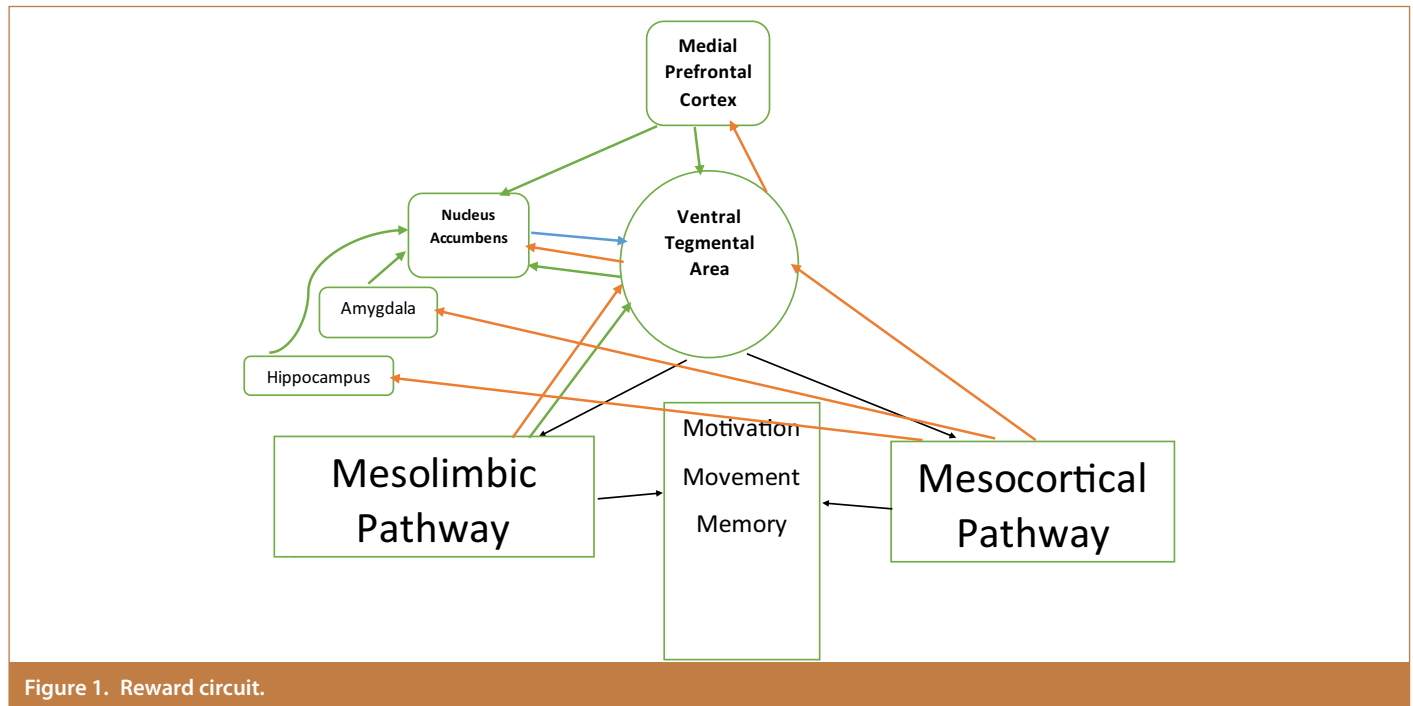 Medial
Prefrontal
Cortex
Nucleus
Accumbens
Ventral
Tegmental
Area
Amygdala
Hippocampus
Mesolimbic
Pathway
Motivation
Movement
Memory
Mesocortical
Pathway
Figure 1. Reward circuit.